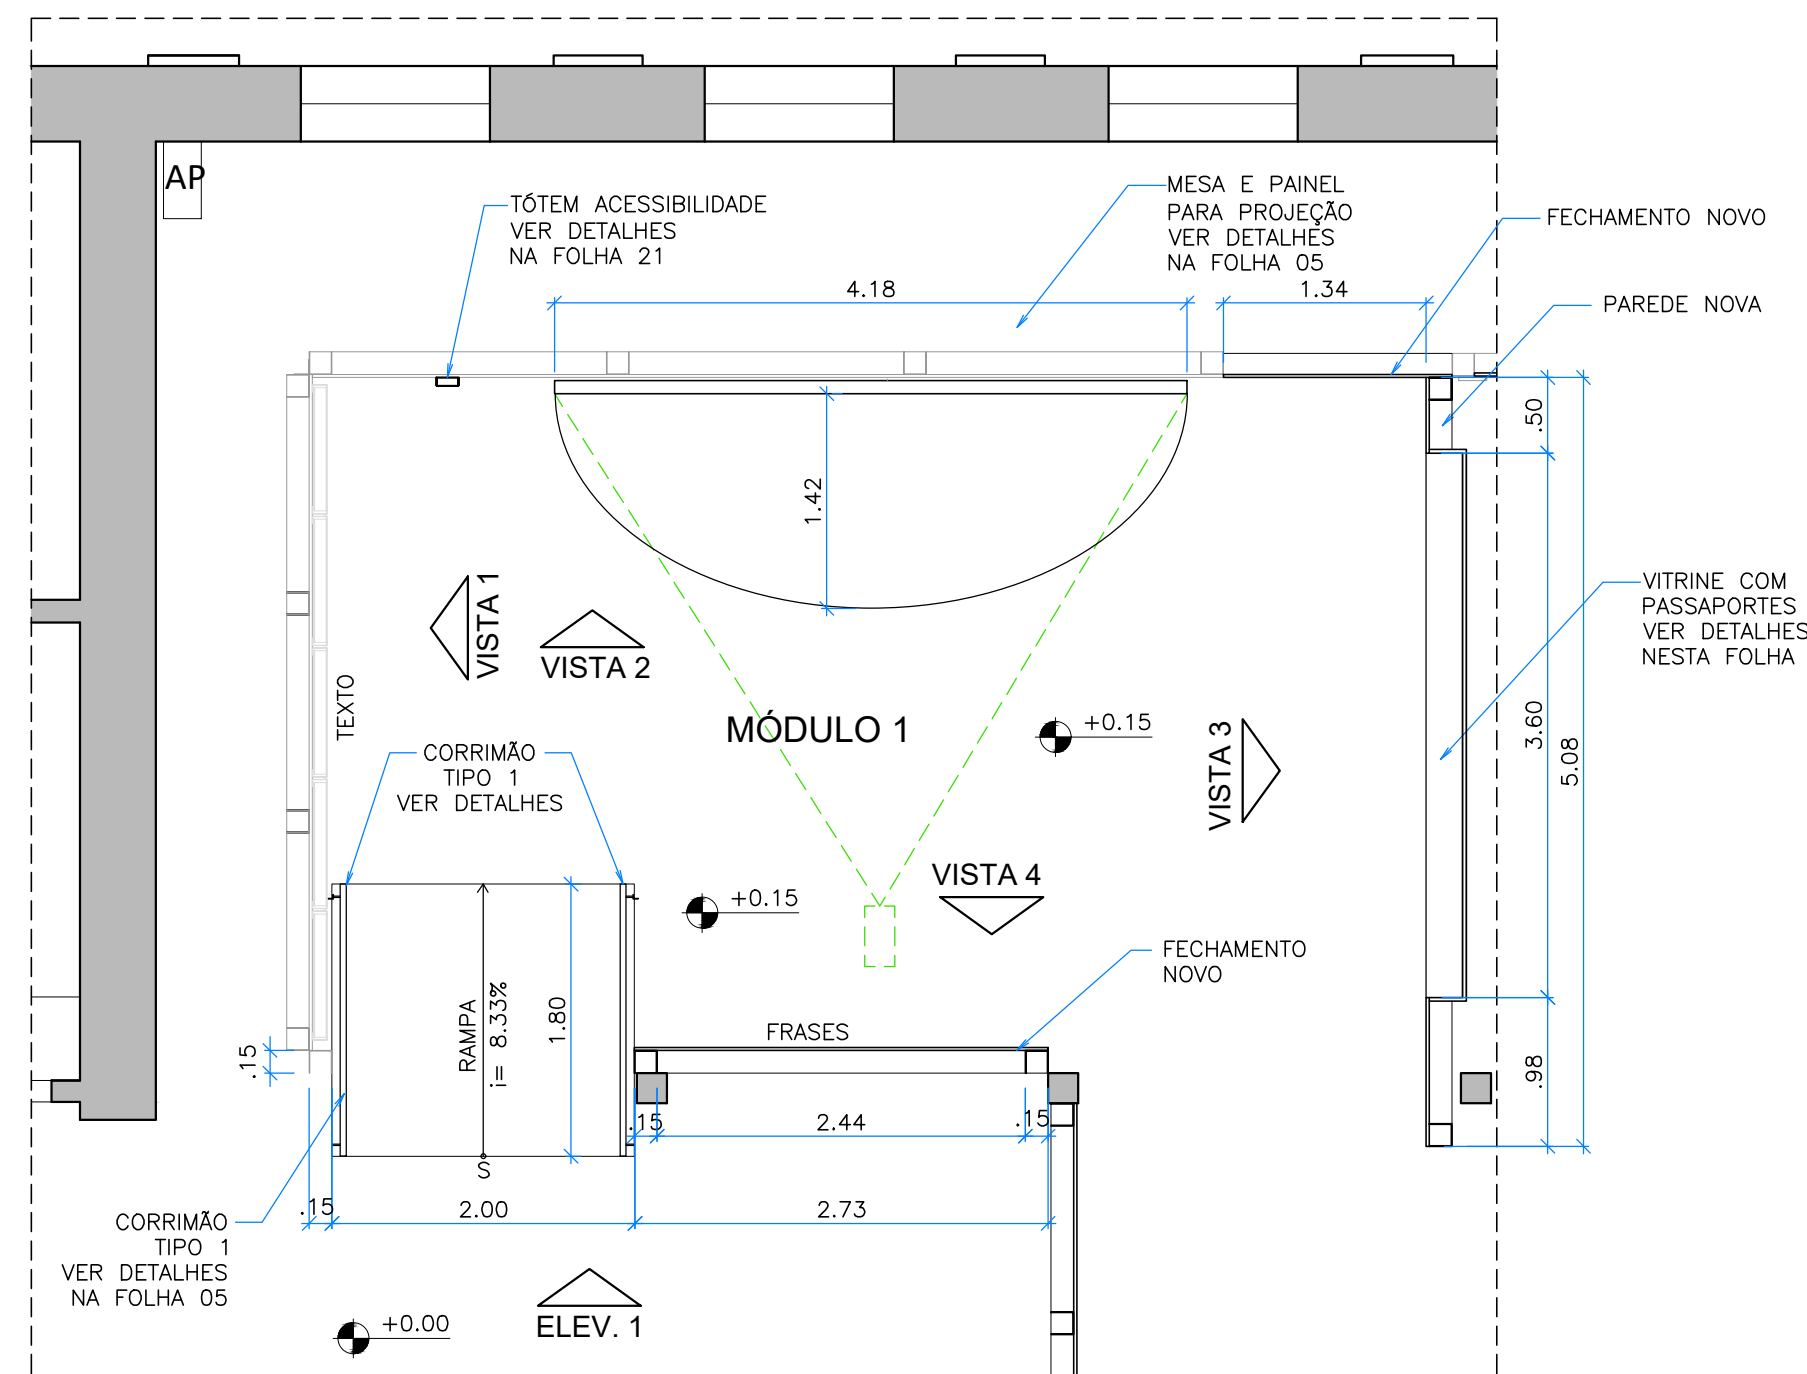 AP
TÓTEM ACESSIBILIDADE
VER DETALHES
NA FOLHA 21
MESA E PAINEL
PARA PROJEÇÃO
VER DETALHES
NA FOLHA 05
FECHAMENTO NOVO
4.18
1.34
PAREDE NOVA
.50
1.42
VISTA 1
VISTA 2
VITRINE COM
PASSAPORTES
VER DETALHES
NESTA FOLHA
TEXTO
MÓDULO 1
+0.15
VISTA 3
3.60
5.08
CORRIMÃO
TIPO 1
VER DETALHES
VISTA 4
+0.15
FECHAMENTO
NOVO
RAMPA
i= 8.33%
1.80
FRASES
.15
.98
.15
2.44
.15
S
.15
2.00
2.73
CORRIMÃO
TIPO 1
VER DETALHES
NA FOLHA 05
+0.00
ELEV. 1